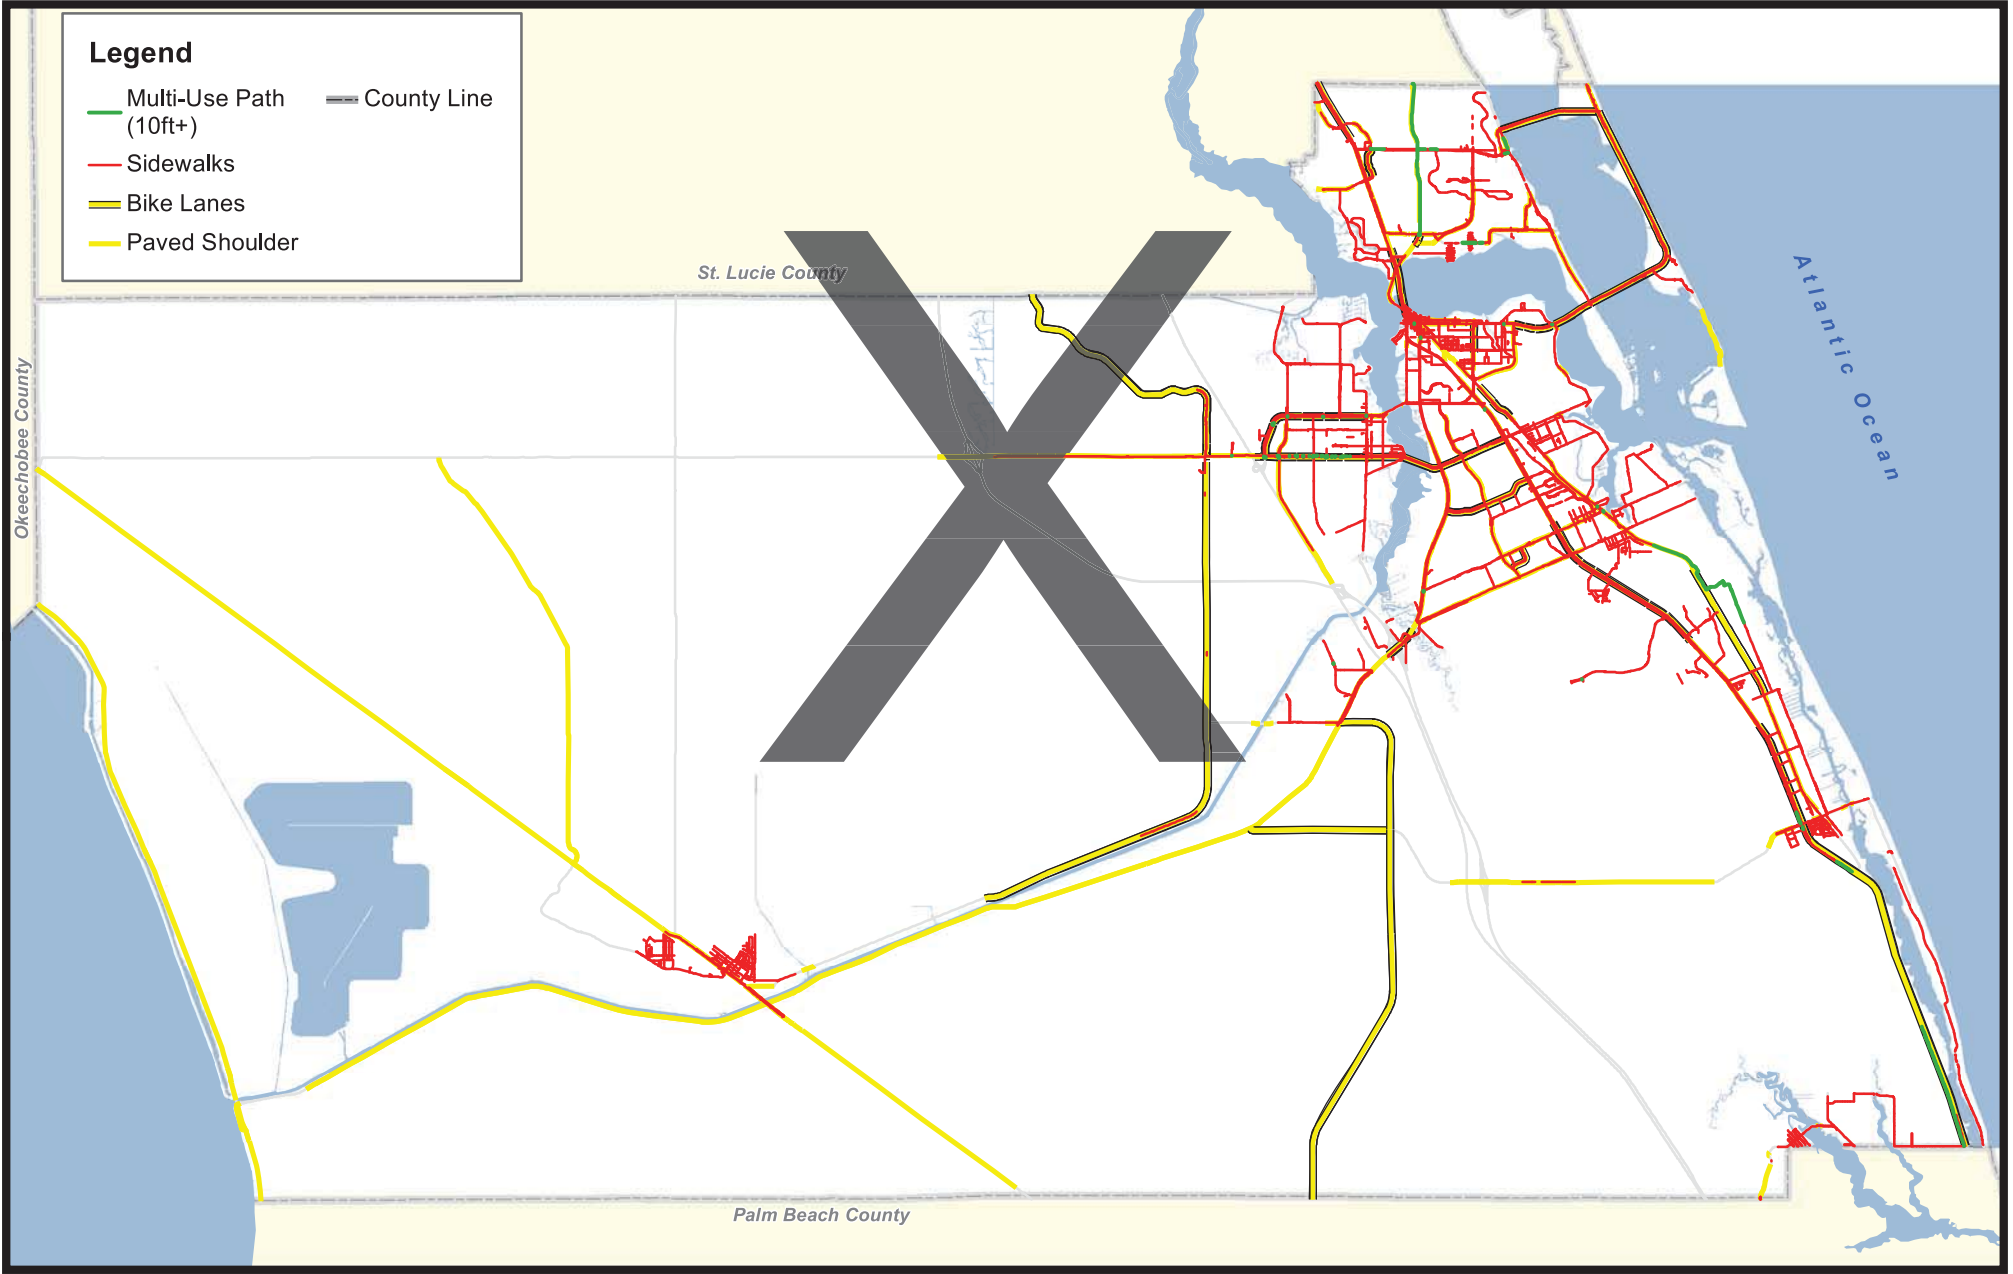 Legend
Multi-Use Path
(10ft+)
County Line
Sidewalks
Bike Lanes
Paved Shoulder
St. Lucie County
Okeechobee County
Atlantic Ocean
X
Palm Beach County